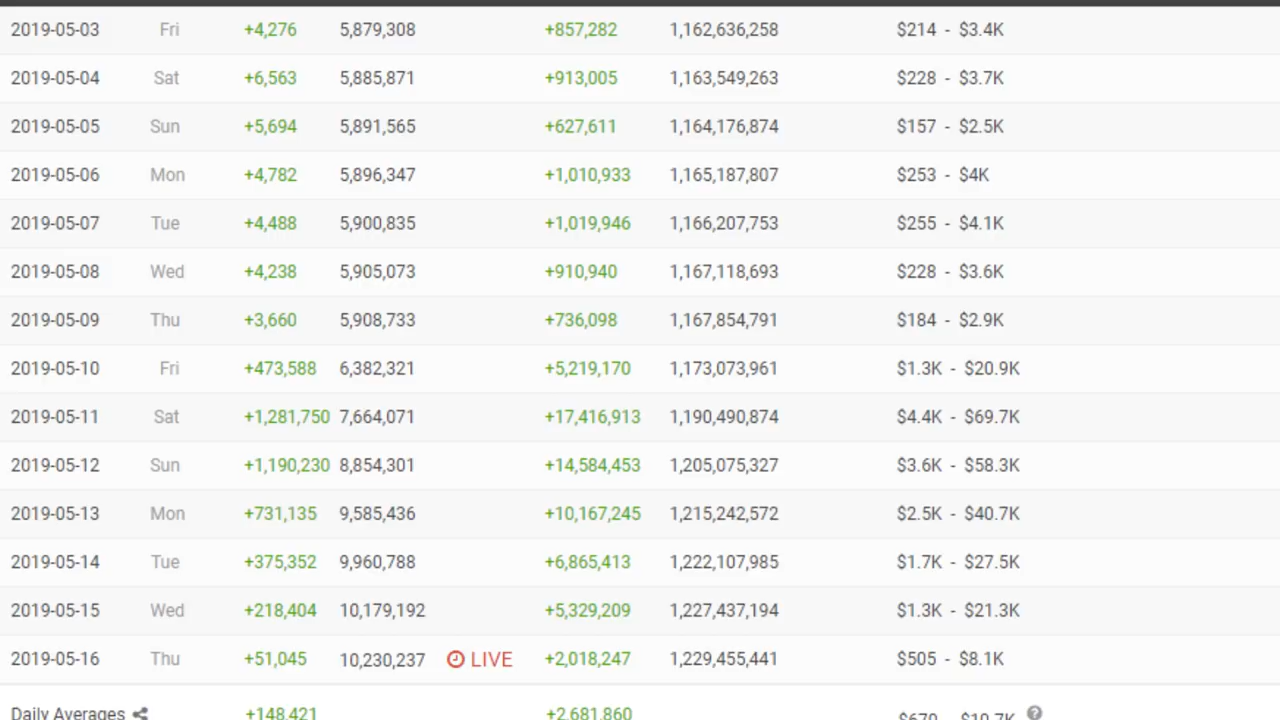 2019-05-03 Fri +4,276 5,879,308 +857,282 1,162,636,258 $214 - $3.4K
2019-05-04 Sat +6,563 5,885,871 +913,005 1,163,549,263 $228 - $3.7K
2019-05-05 Sun +5,694 5,891,565 +627,611 1,164,176,874 $157 - $2.5K
2019-05-06 Mon +4,782 5,896,347 +1,010,933 1,165,187,807 $253 - $4K
2019-05-07 Tue +4,488 5,900,835 +1,019,946 1,166,207,753 $255 - $4.1K
2019-05-08 Wed +4,238 5,905,073 +910,940 1,167,118,693 $228 - $3.6K
2019-05-09 Thu +3,660 5,908,733 +736,098 1,167,854,791 $184 - $2.9K
2019-05-10 Fri +473,588 6,382,321 +5,219,170 1,173,073,961 $1.3K - $20.9K
2019-05-11 Sat +1,281,750 7,664,071 +17,416,913 1,190,490,874 $4.4K - $69.7K
2019-05-12 Sun +1,190,230 8,854,301 +14,584,453 1,205,075,327 $3.6K - $58.3K
2019-05-13 Mon +731,135 9,585,436 +10,167,245 1,215,242,572 $2.5K - $40.7K
2019-05-14 Tue +375,352 9,960,788 +6,865,413 1,222,107,985 $1.7K - $27.5K
2019-05-15 Wed +218,404 10,179,192 +5,329,209 1,227,437,194 $1.3K - $21.3K
2019-05-16 Thu +51,045 10,230,237 LIVE +2,018,247 1,229,455,441 $505 - $8.1K
Daily Averages +148,421 +2,681,860 $670 - $10.7K ?